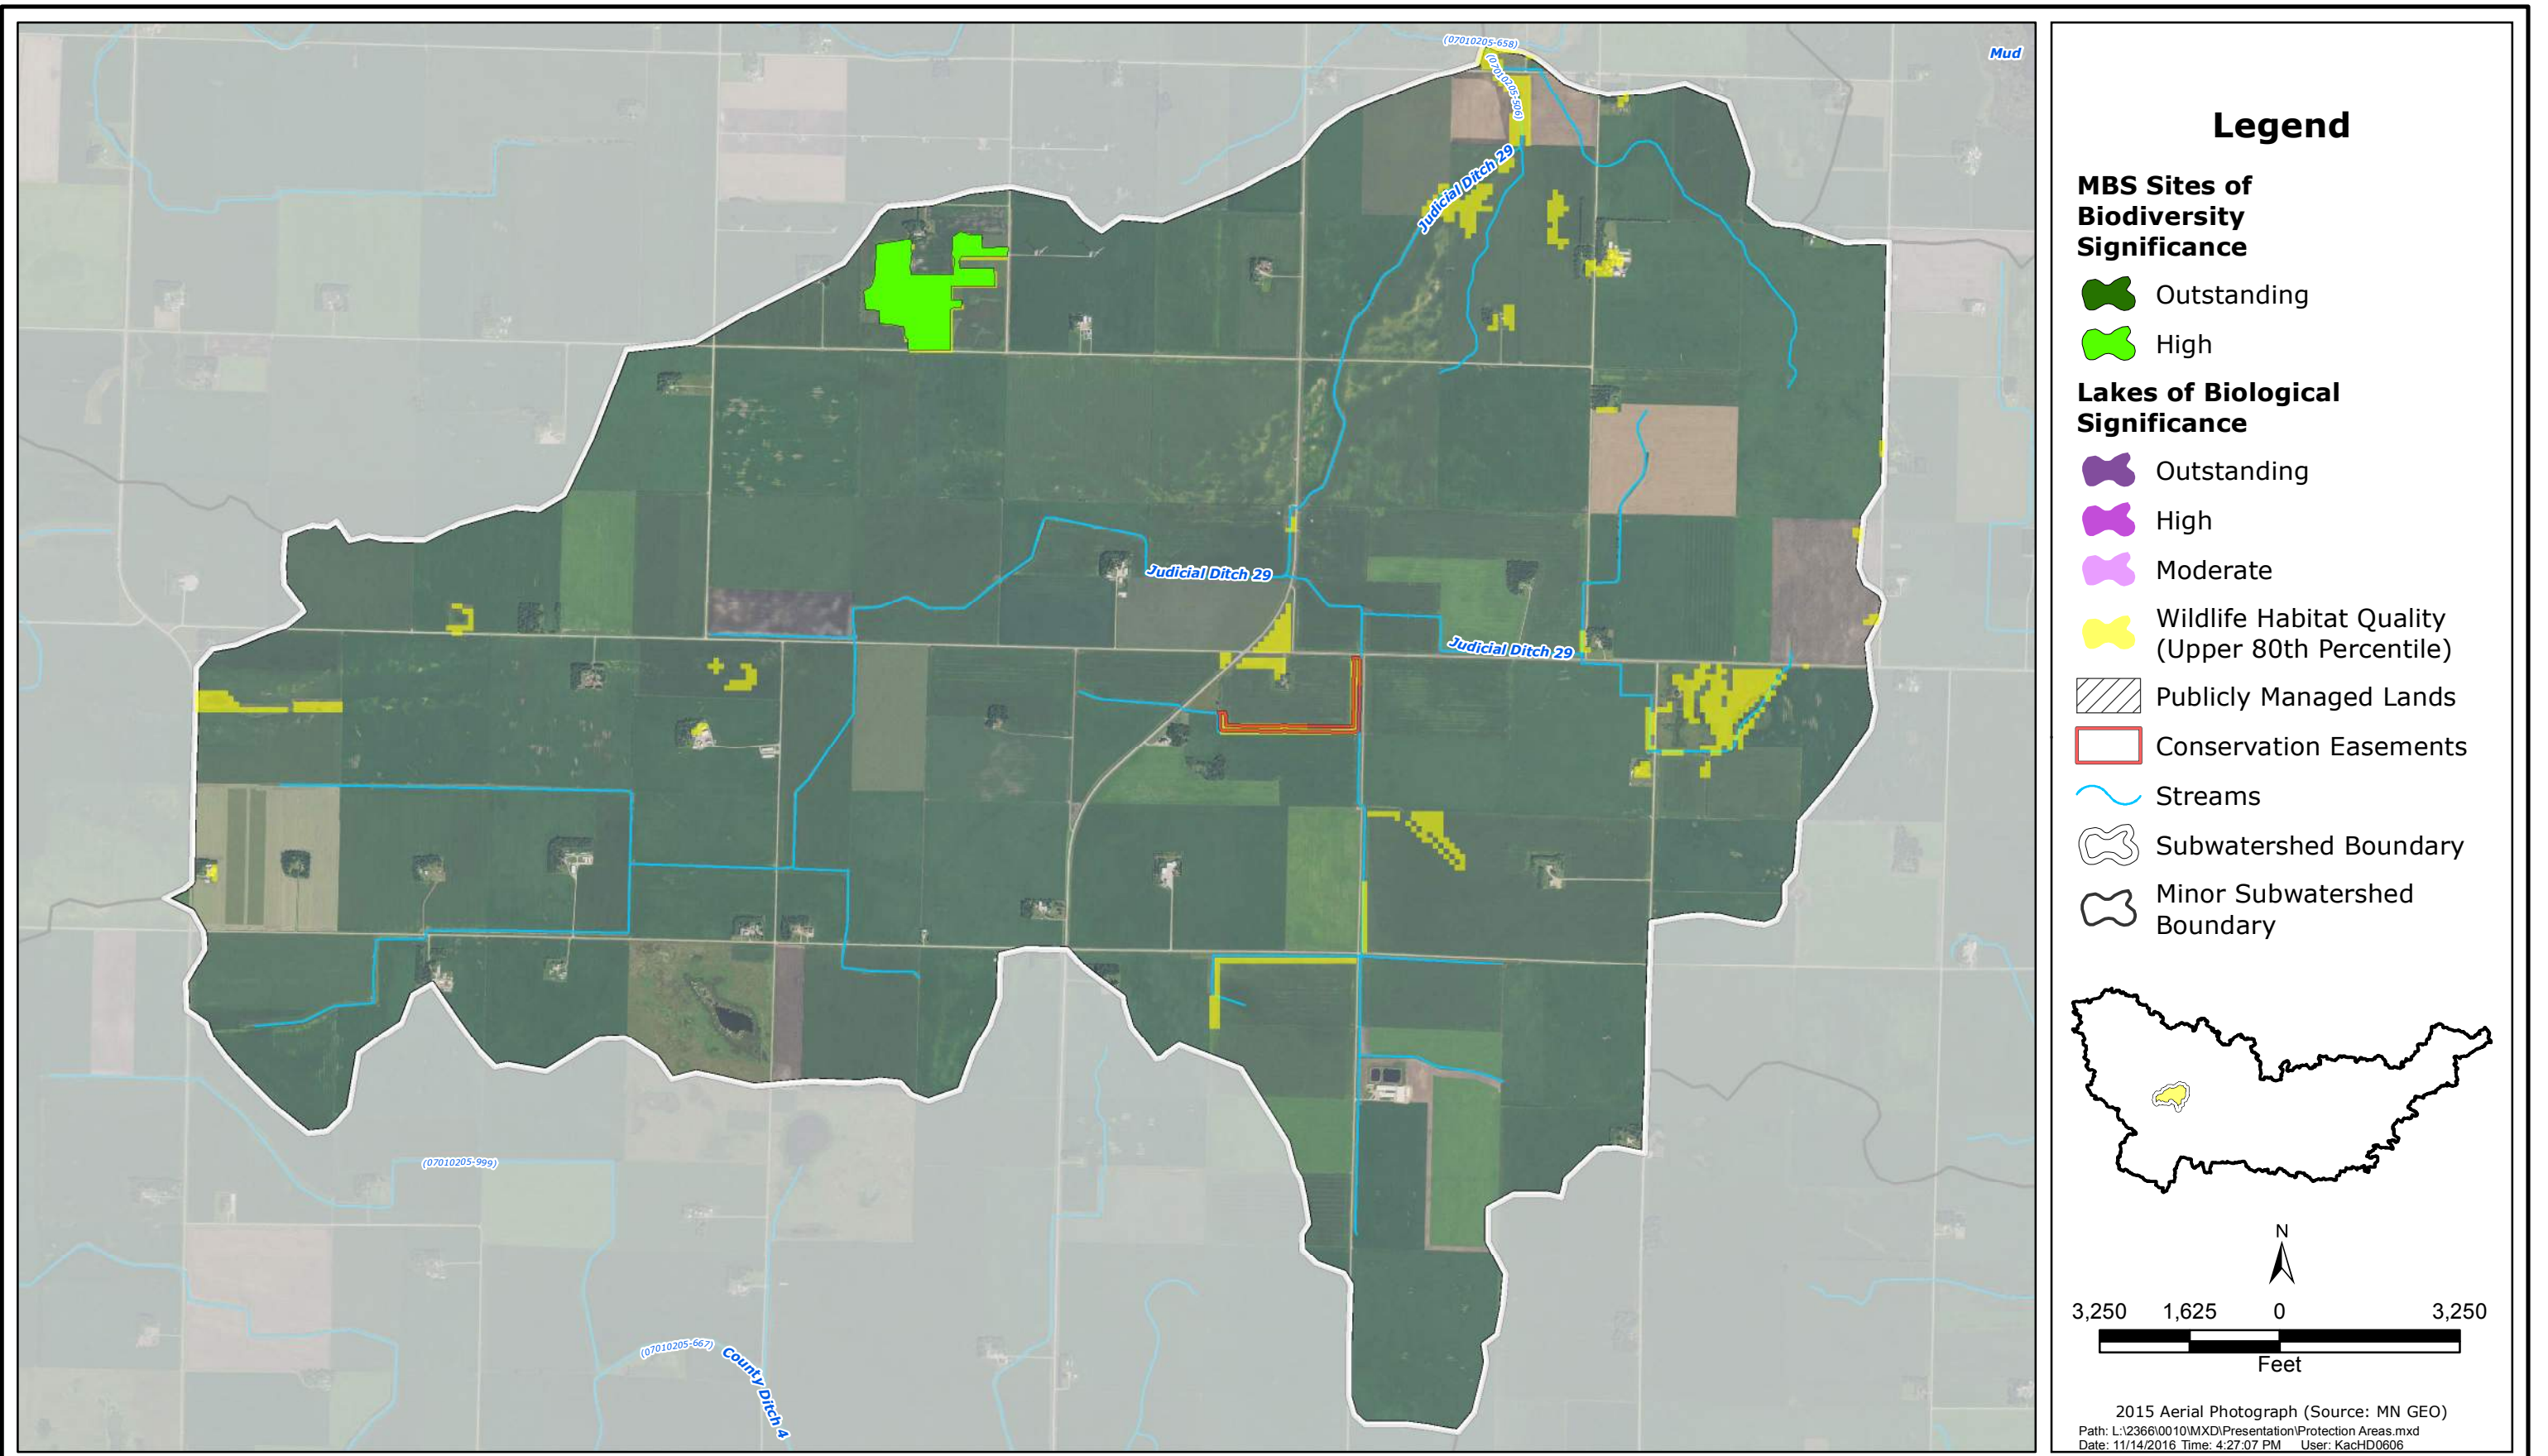 (07010205-658)
Mud
(07010205-506)
Judicial Ditch 29
Judicial Ditch 29
Judicial Ditch 29
(07010205-999)
(07010205-667)
County Ditch 4
Legend
MBS Sites of
Biodiversity
Significance
Outstanding
High
Lakes of Biological
Significance
Outstanding
High
Moderate
Wildlife Habitat Quality
(Upper 80th Percentile)
Publicly Managed Lands
Conservation Easements
Streams
Subwatershed Boundary
Minor Subwatershed
Boundary
N
3,250 1,625 0 3,250
Feet
2015 Aerial Photograph (Source: MN GEO)
Path: L:\2366\0010\MXD\Presentation\Protection Areas.mxd
Date: 11/14/2016 Time: 4:27:07 PM User: KacHD0606